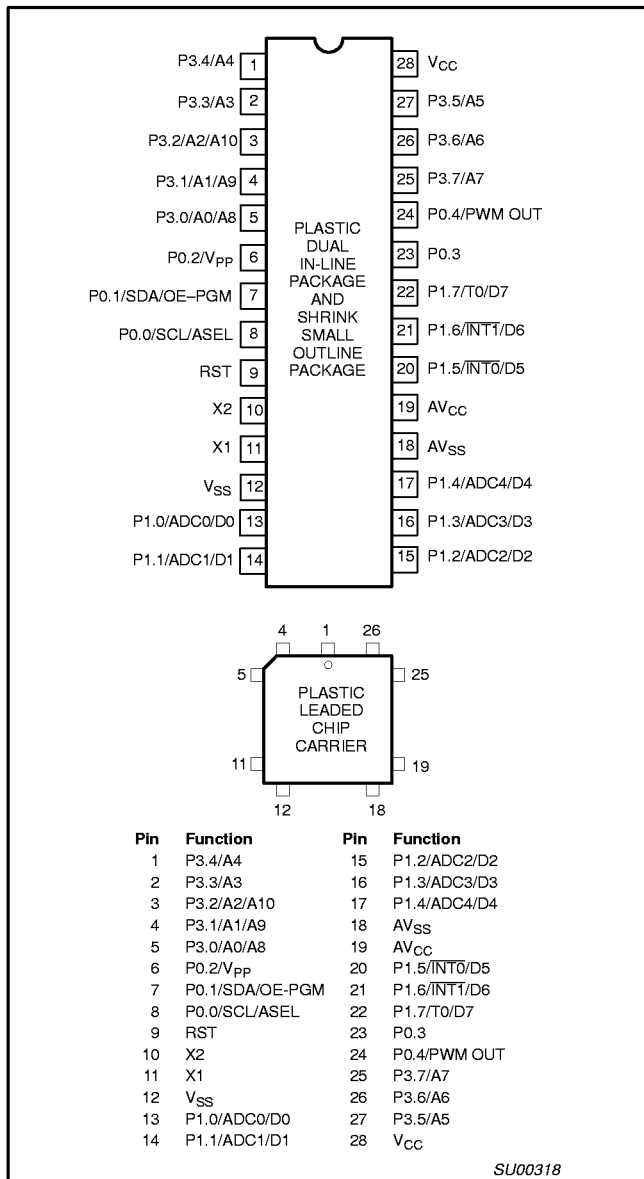 P3.4/A4 1 28 VCC
P3.3/A3 2 27 P3.5/A5
P3.2/A2/A10 3 26 P3.6/A6
P3.1/A1/A9 4 25 P3.7/A7
P3.0/A0/A8 5 24 P0.4/PWM OUT
P0.2/VPP 6 23 P0.3
P0.1/SDA/OE–PGM 7 22 P1.7/T0/D7
P0.0/SCL/ASEL 8 21 P1.6/INT1/D6
RST 9 20 P1.5/INT0/D5
X2 10 19 AVCC
X1 11 18 AVSS
VSS 12 17 P1.4/ADC4/D4
P1.0/ADC0/D0 13 16 P1.3/ADC3/D3
P1.1/ADC1/D1 14 15 P1.2/ADC2/D2
PLASTIC
DUAL
IN-LINE
PACKAGE
AND
SHRINK
SMALL
OUTLINE
PACKAGE
4 1 26
5 25
PLASTIC
LEADED
CHIP
CARRIER
11 19
12 18
Pin Function Pin Function
1 P3.4/A4 15 P1.2/ADC2/D2
2 P3.3/A3 16 P1.3/ADC3/D3
3 P3.2/A2/A10 17 P1.4/ADC4/D4
4 P3.1/A1/A9 18 AVSS
5 P3.0/A0/A8 19 AVCC
6 P0.2/VPP 20 P1.5/INT0/D5
7 P0.1/SDA/OE-PGM 21 P1.6/INT1/D6
8 P0.0/SCL/ASEL 22 P1.7/T0/D7
9 RST 23 P0.3
10 X2 24 P0.4/PWM OUT
11 X1 25 P3.7/A7
12 VSS 26 P3.6/A6
13 P1.0/ADC0/D0 27 P3.5/A5
14 P1.1/ADC1/D1 28 VCC
SU00318